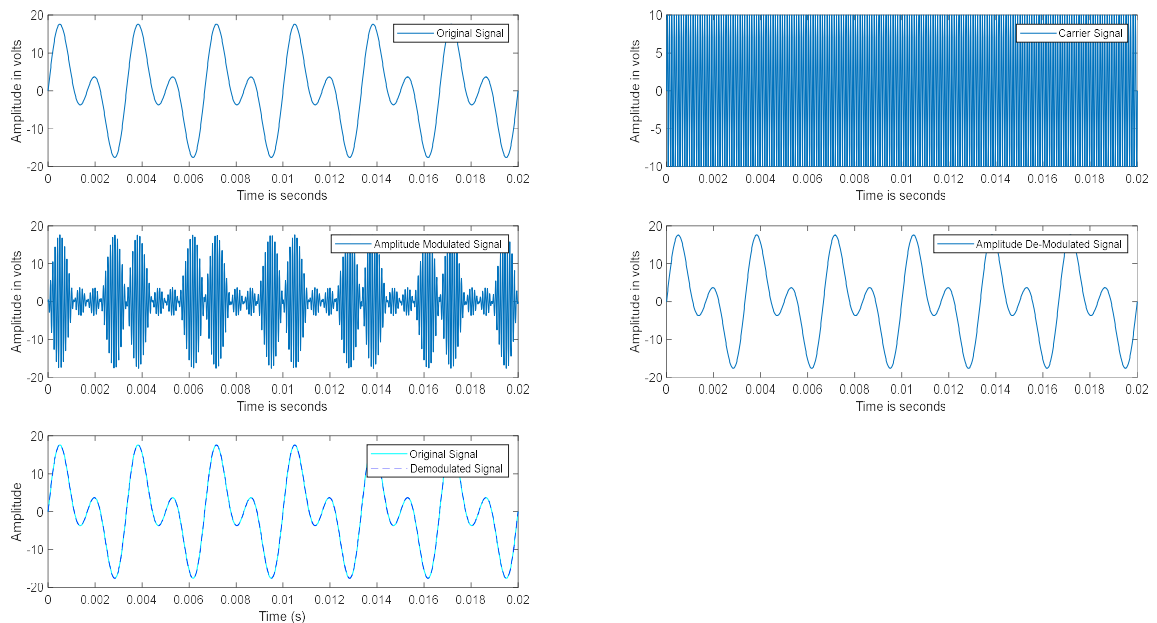 20
10
0
-10
-20
Amplitude in volts
Original Signal
0 0.002 0.004 0.006 0.008 0.01 0.012 0.014 0.016 0.018 0.02
Time is seconds
10
5
0
-5
-10
Amplitude in volts
Carrier Signal
0 0.002 0.004 0.006 0.008 0.01 0.012 0.014 0.016 0.018 0.02
Time is seconds
20
10
0
-10
-20
Amplitude in volts
Amplitude Modulated Signal
0 0.002 0.004 0.006 0.008 0.01 0.012 0.014 0.016 0.018 0.02
Time is seconds
20
10
0
-10
-20
Amplitude in volts
Amplitude De-Modulated Signal
0 0.002 0.004 0.006 0.008 0.01 0.012 0.014 0.016 0.018 0.02
Time is seconds
20
10
0
-10
-20
Amplitude
Original Signal
Demodulated Signal
0 0.002 0.004 0.006 0.008 0.01 0.012 0.014 0.016 0.018 0.02
Time (s)